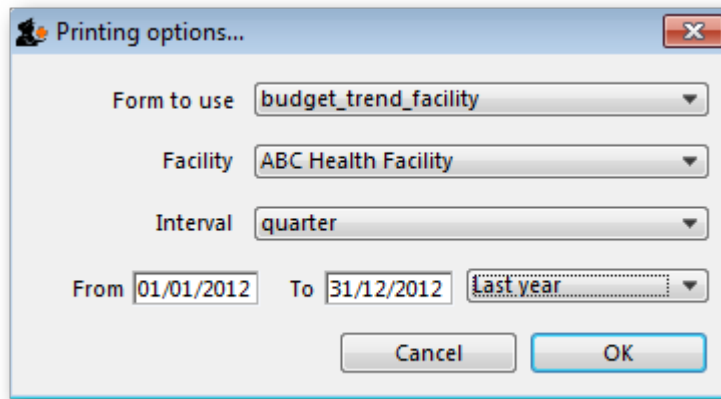 Printing options...
Form to use budget_trend_facility
Facility ABC Health Facility
Interval quarter
From 01/01/2012 To 31/12/2012 Last year
Cancel OK